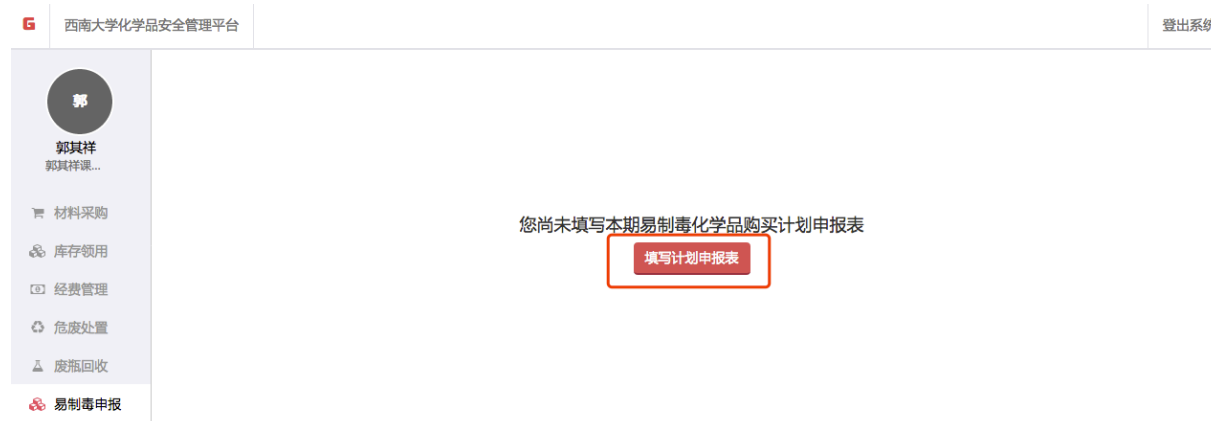 G 西南大学化学品安全管理平台 登出系统
郭
郭其祥
郭其祥课...
材料采购
库存领用
经费管理
危废处置
废瓶回收
易制毒申报
您尚未填写本期易制毒化学品购买计划申报表
填写计划申报表